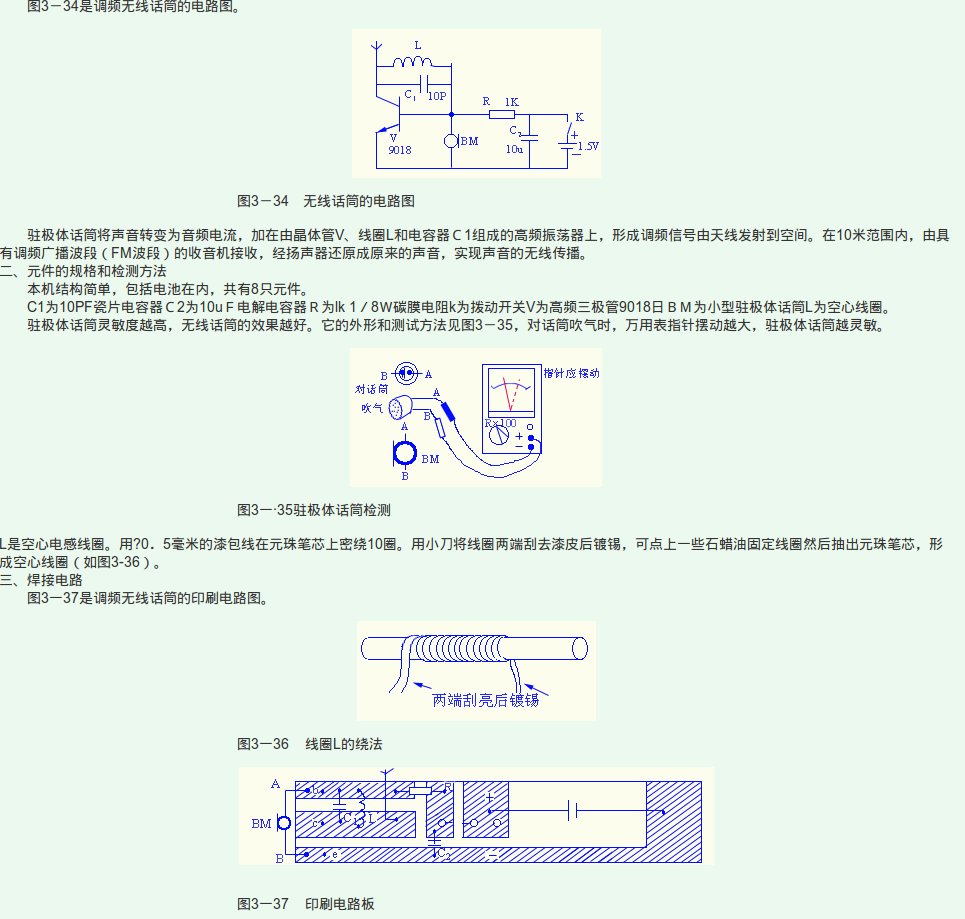 图3－34是调频无线话筒的电路图。
L
C1 10P
R 1K
K
C2
+
V
BM
10u
1.5V
9018
图3－34 无线话筒的电路图
驻极体话筒将声音转变为音频电流，加在由晶体管V、线圈L和电容器Ｃ1组成的高频振荡器上，形成调频信号由天线发射到空间。在10米范围内，由具
有调频广播波段（FM波段）的收音机接收，经扬声器还原成原来的声音，实现声音的无线传播。
二、元件的规格和检测方法
本机结构简单，包括电池在内，共有8只元件。
C1为10PF瓷片电容器Ｃ2为10uＦ电解电容器Ｒ为lk 1／8W碳膜电阻k为拨动开关V为高频三极管9018日ＢＭ为小型驻极体话筒L为空心线圈。
驻极体话筒灵敏度越高，无线话筒的效果越好。它的外形和测试方法见图3－35，对话筒吹气时，万用表指针摆动越大，驻极体话筒越灵敏。
B A
指针应摆动
对话筒
A
吹气
B
R×100
A
+
−
BM
B
图3一·35驻极体话筒检测
L是空心电感线圈。用?0．5毫米的漆包线在元珠笔芯上密绕10圈。用小刀将线圈两端刮去漆皮后镀锡，可点上一些石蜡油固定线圈然后抽出元珠笔芯，形
成空心线圈（如图3-36）。
三、焊接电路
图3一37是调频无线话筒的印刷电路图。
两端刮亮后镀锡
图3一36 线圈L的绕法
A
b
R
+
BM
c
C1 L
B
e
C2
−
图3一37 印刷电路板